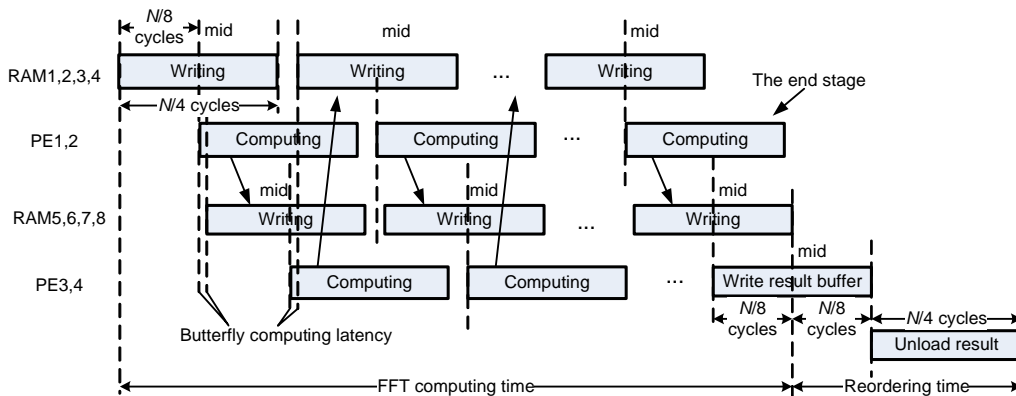 N/8
cycles
mid
mid
mid
RAM1,2,3,4
Writing
Writing
...
Writing
The end stage
N/4 cycles
PE1,2
Computing
Computing
...
Computing
mid
mid
mid
RAM5,6,7,8
Writing
Writing
...
Writing
mid
PE3,4
Computing
Computing
...
Write result buffer
Butterfly computing latency
N/8
cycles
N/8
cycles
N/4 cycles
Unload result
FFT computing time
Reordering time